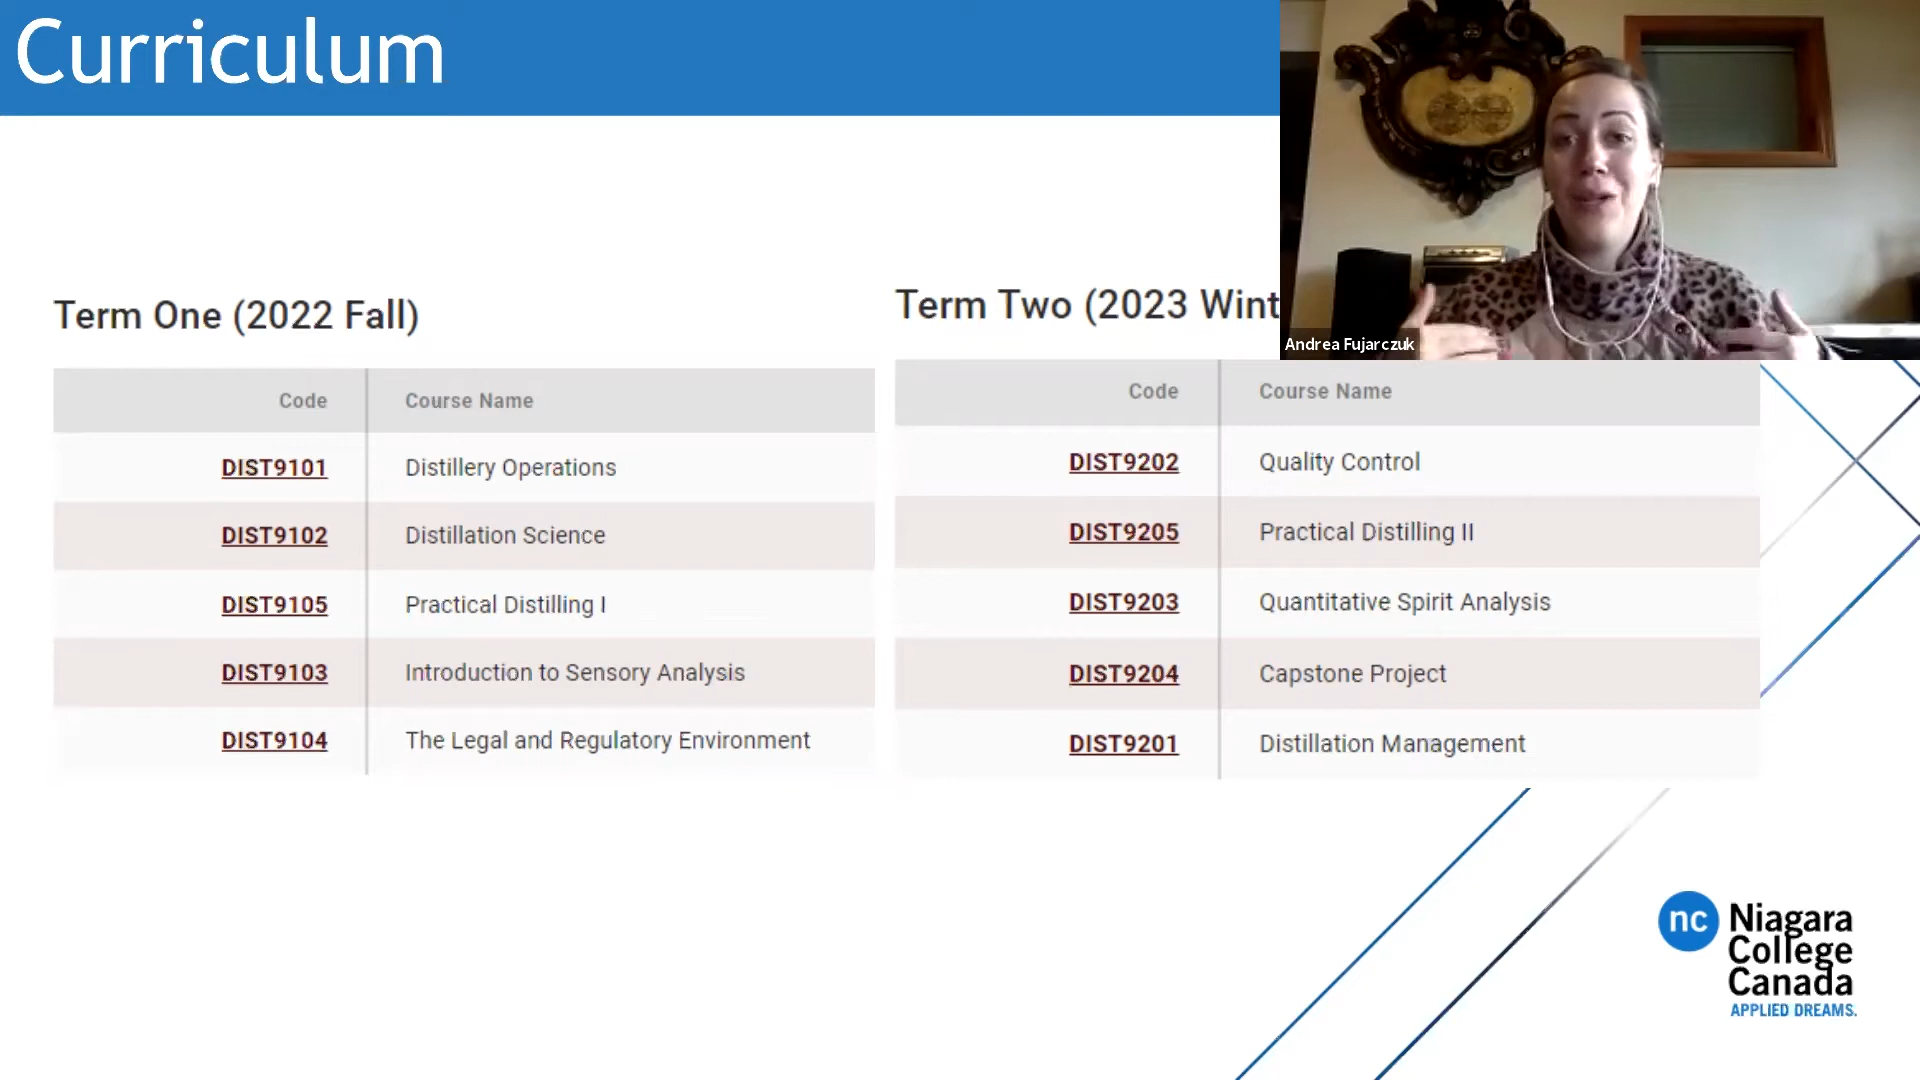 Curriculum
Andrea Fujarczuk
Term One (2022 Fall)
Code Course Name
DIST9101 Distillery Operations
DIST9102 Distillation Science
DIST9105 Practical Distilling I
DIST9103 Introduction to Sensory Analysis
DIST9104 The Legal and Regulatory Environment
Term Two (2023 Wint
Code Course Name
DIST9202 Quality Control
DIST9205 Practical Distilling II
DIST9203 Quantitative Spirit Analysis
DIST9204 Capstone Project
DIST9201 Distillation Management
nc
Niagara
College
Canada
APPLIED DREAMS.